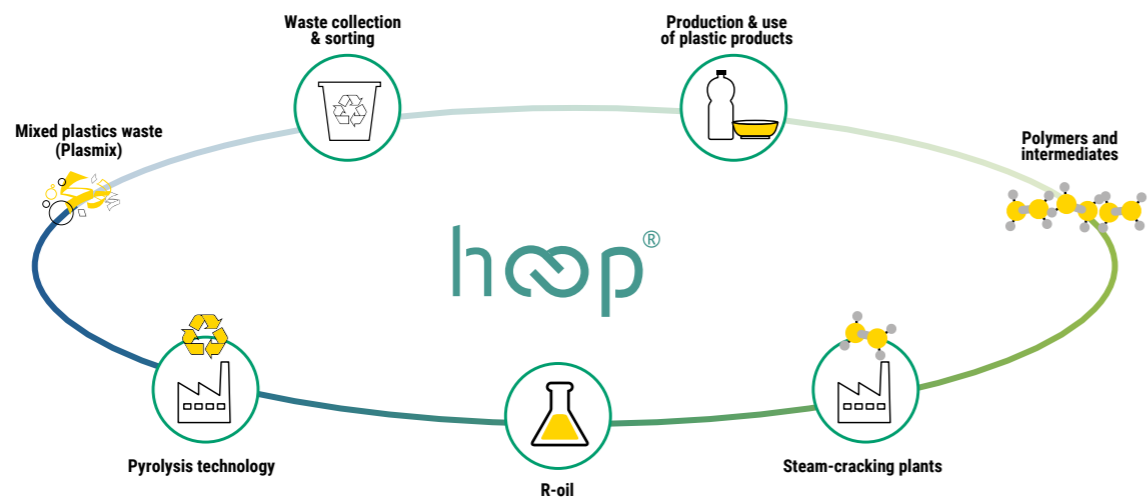 Waste collection
& sorting
Production & use
of plastic products
Mixed plastics waste
(Plasmix)
Polymers and
intermediates
hoop®
Pyrolysis technology
Steam-cracking plants
R-oil